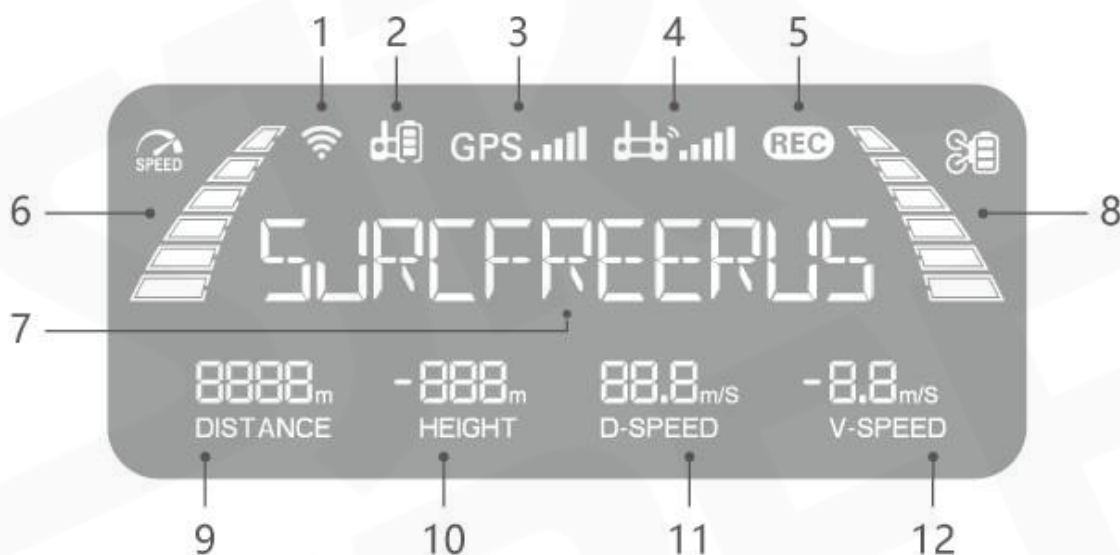 1 2 3 4 5
SPEED GPS REC
6 8
SJRCFREERUS
7
8888m -888m 88.8m/S -8.8m/S
DISTANCE HEIGHT D-SPEED V-SPEED
9 10 11 12